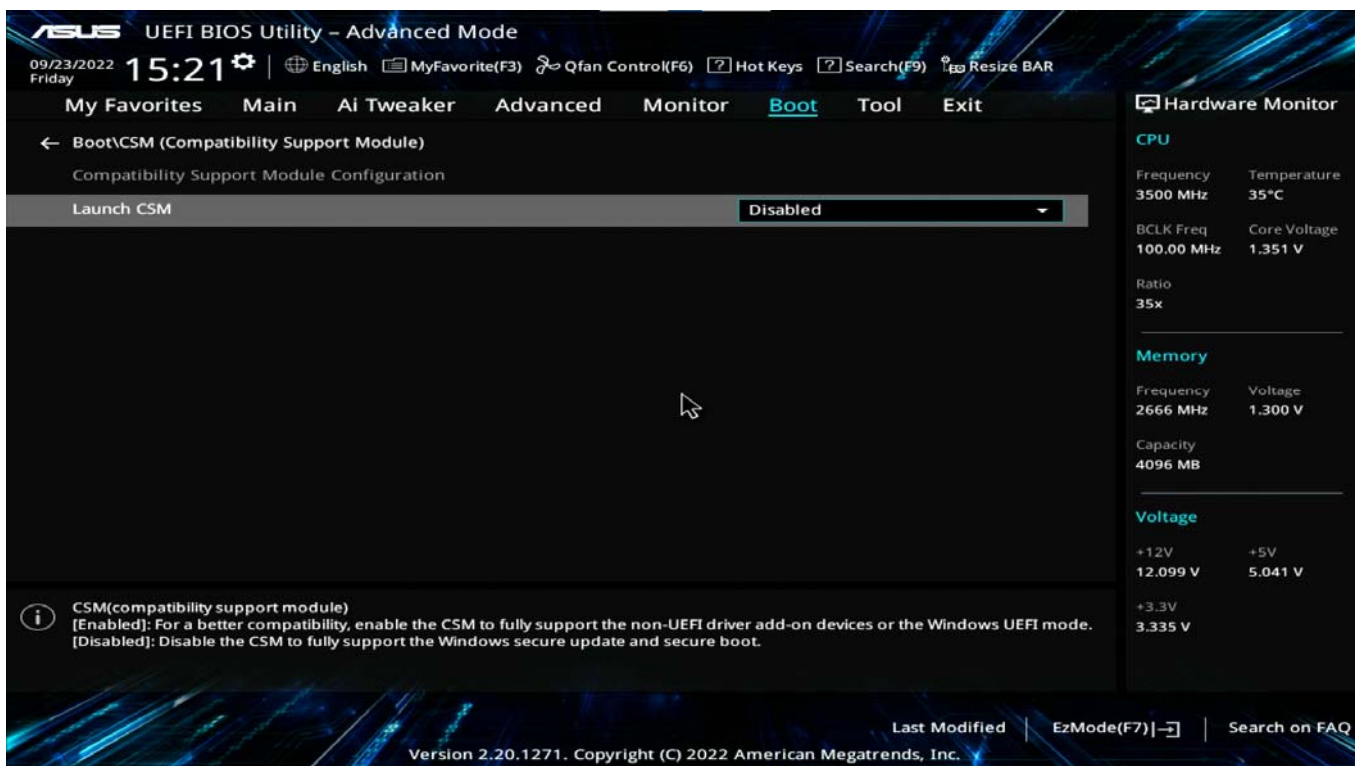 ASUS UEFI BIOS Utility – Advanced Mode
09/23/2022 Friday 15:21 English MyFavorite(F3) Qfan Control(F6) ? Hot Keys ? Search(F9) Resize BAR
My Favorites Main Ai Tweaker Advanced Monitor Boot Tool Exit
← Boot\CSM (Compatibility Support Module)
Compatibility Support Module Configuration
Launch CSM Disabled
CSM(compatibility support module)
[Enabled]: For a better compatibility, enable the CSM to fully support the non-UEFI driver add-on devices or the Windows UEFI mode.
[Disabled]: Disable the CSM to fully support the Windows secure update and secure boot.
Hardware Monitor
CPU
Frequency Temperature
3500 MHz 35°C
BCLK Freq Core Voltage
100.00 MHz 1.351 V
Ratio
35x
Memory
Frequency Voltage
2666 MHz 1.300 V
Capacity
4096 MB
Voltage
+12V +5V
12.099 V 5.041 V
+3.3V
3.335 V
Last Modified EzMode(F7) Search on FAQ
Version 2.20.1271. Copyright (C) 2022 American Megatrends, Inc.